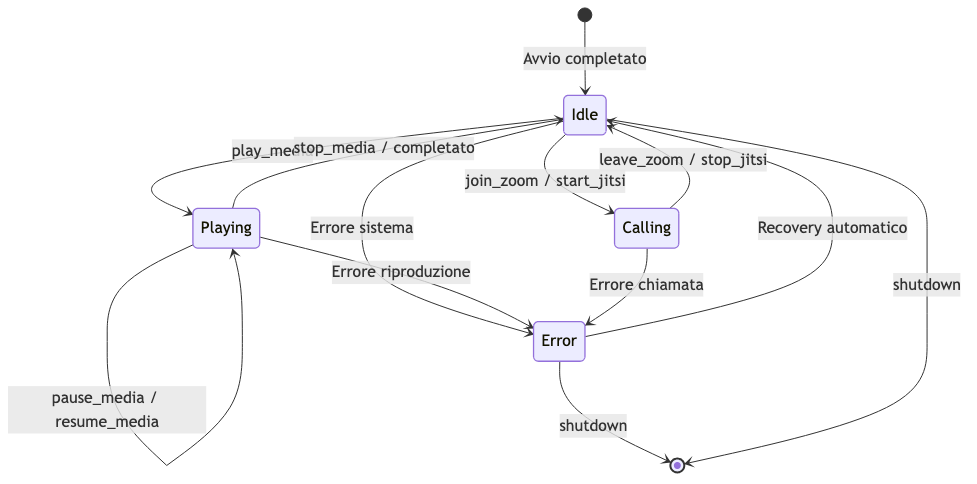 Avvio completato
Idle
play_medi
stop_media / completato
leave_zoom / stop_jitsi
join_zoom / start_jitsi
Playing
Errore sistema
Calling
Recovery automatico
Errore riproduzione
Errore chiamata
shutdown
Error
pause_media /
resume_media
shutdown